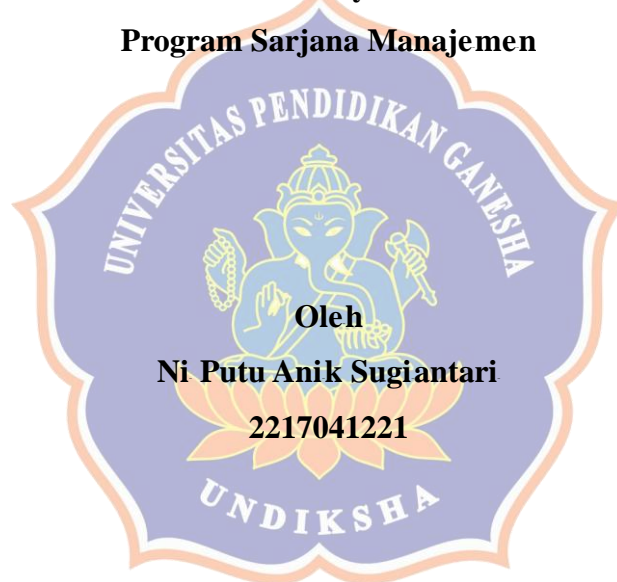 Program Sarjana Manajemen
UNIVERSITAS PENDIDIKAN GANESHA
Oleh
Ni Putu Anik Sugiantari
2217041221
UNDIKSHA